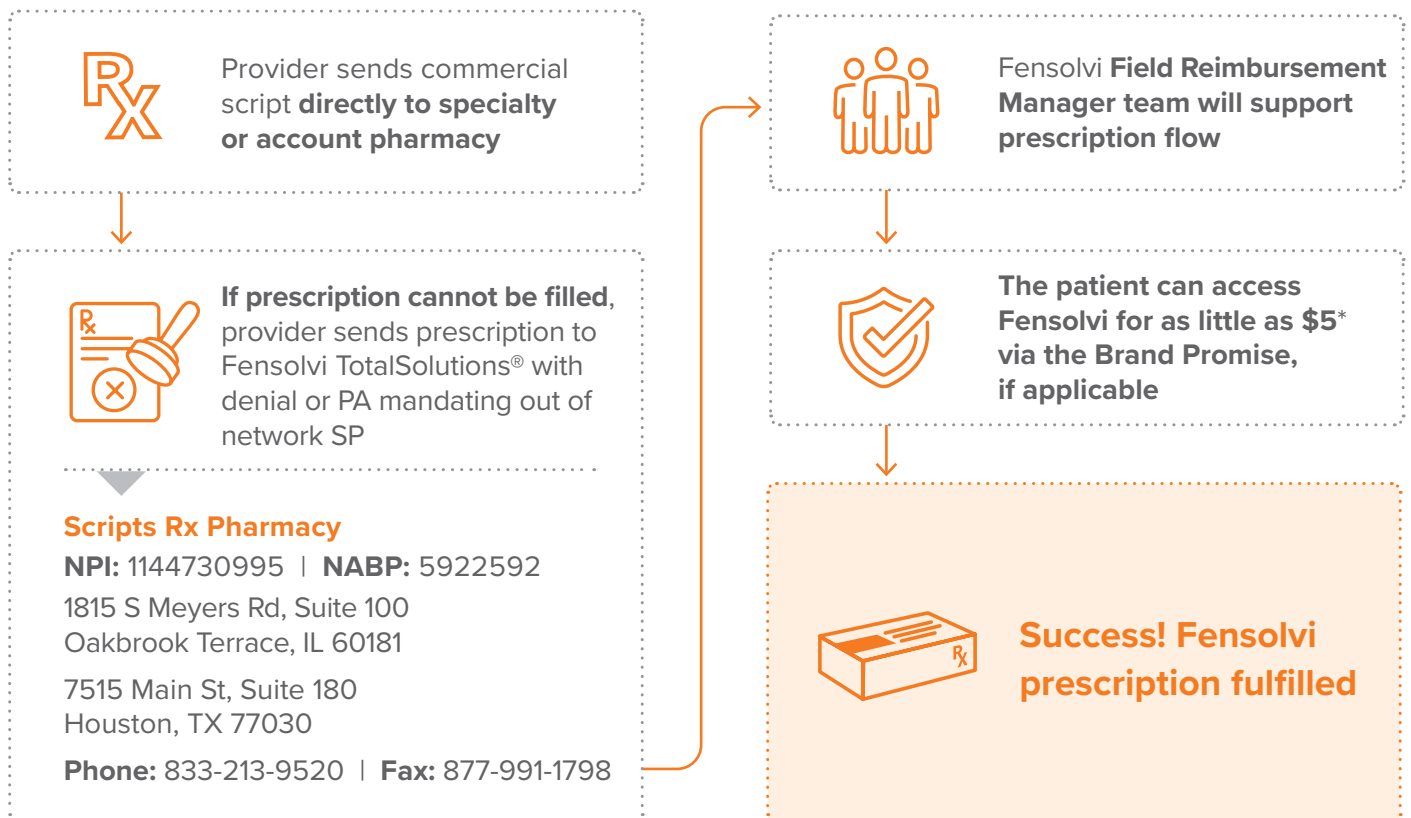 Rx
Provider sends commercial
script directly to specialty
or account pharmacy
Rx
If prescription cannot be filled,
provider sends prescription to
Fensolvi TotalSolutions® with
denial or PA mandating out of
network SP
Scripts Rx Pharmacy
NPI: 1144730995 | NABP: 5922592
1815 S Meyers Rd, Suite 100
Oakbrook Terrace, IL 60181
7515 Main St, Suite 180
Houston, TX 77030
Phone: 833-213-9520 | Fax: 877-991-1798
Fensolvi Field Reimbursement
Manager team will support
prescription flow
The patient can access
Fensolvi for as little as $5*
via the Brand Promise,
if applicable
Rx
Success! Fensolvi
prescription fulfilled